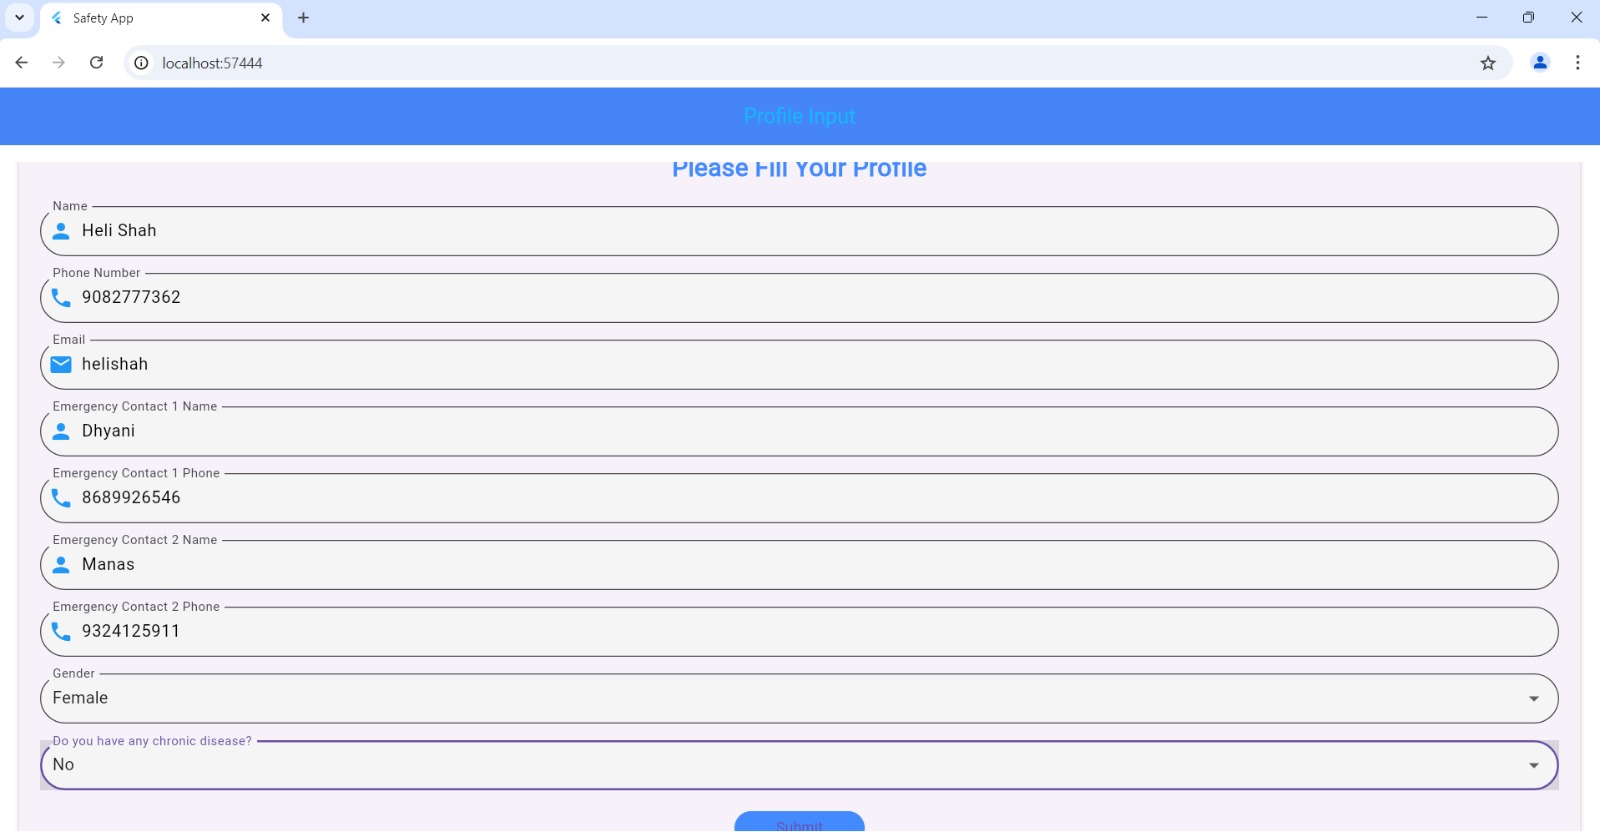 Safety App
localhost:57444
Profile Input
Please Fill Your Profile
Name
Heli Shah
Phone Number
9082777362
Email
helishah
Emergency Contact 1 Name
Dhyani
Emergency Contact 1 Phone
8689926546
Emergency Contact 2 Name
Manas
Emergency Contact 2 Phone
9324125911
Gender
Female
Do you have any chronic disease?
No
Submit